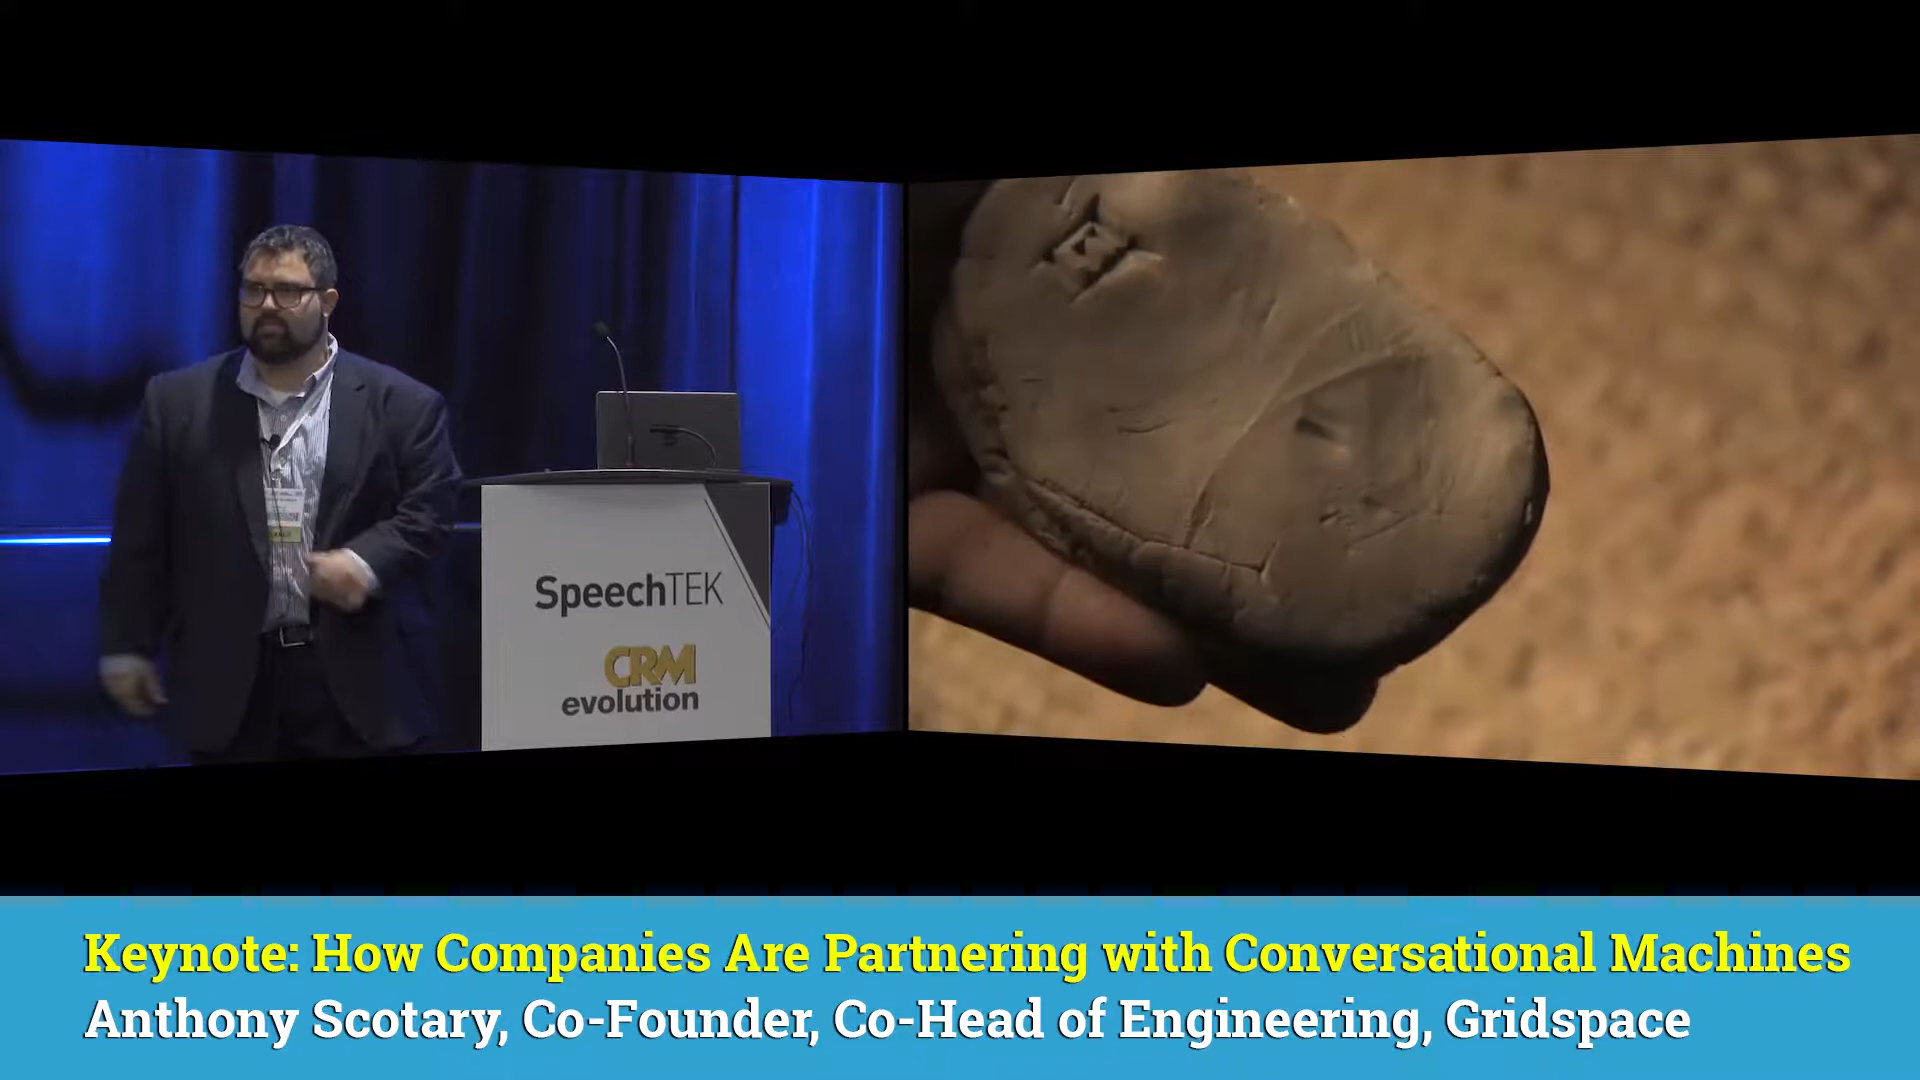 SpeechTEK
CRM
evolution
Keynote: How Companies Are Partnering with Conversational Machines
Anthony Scotary, Co-Founder, Co-Head of Engineering, Gridspace